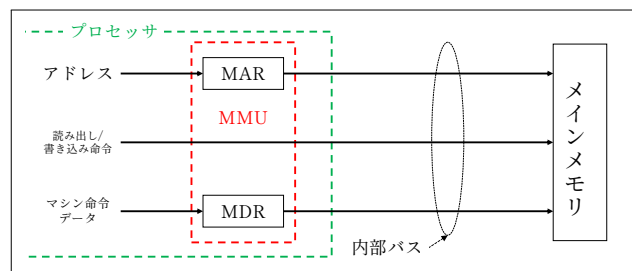 プロセッサ
アドレス
MAR
読み出し/
書き込み命令
MMU
マシン命令
データ
MDR
内部バス
メインメモリ